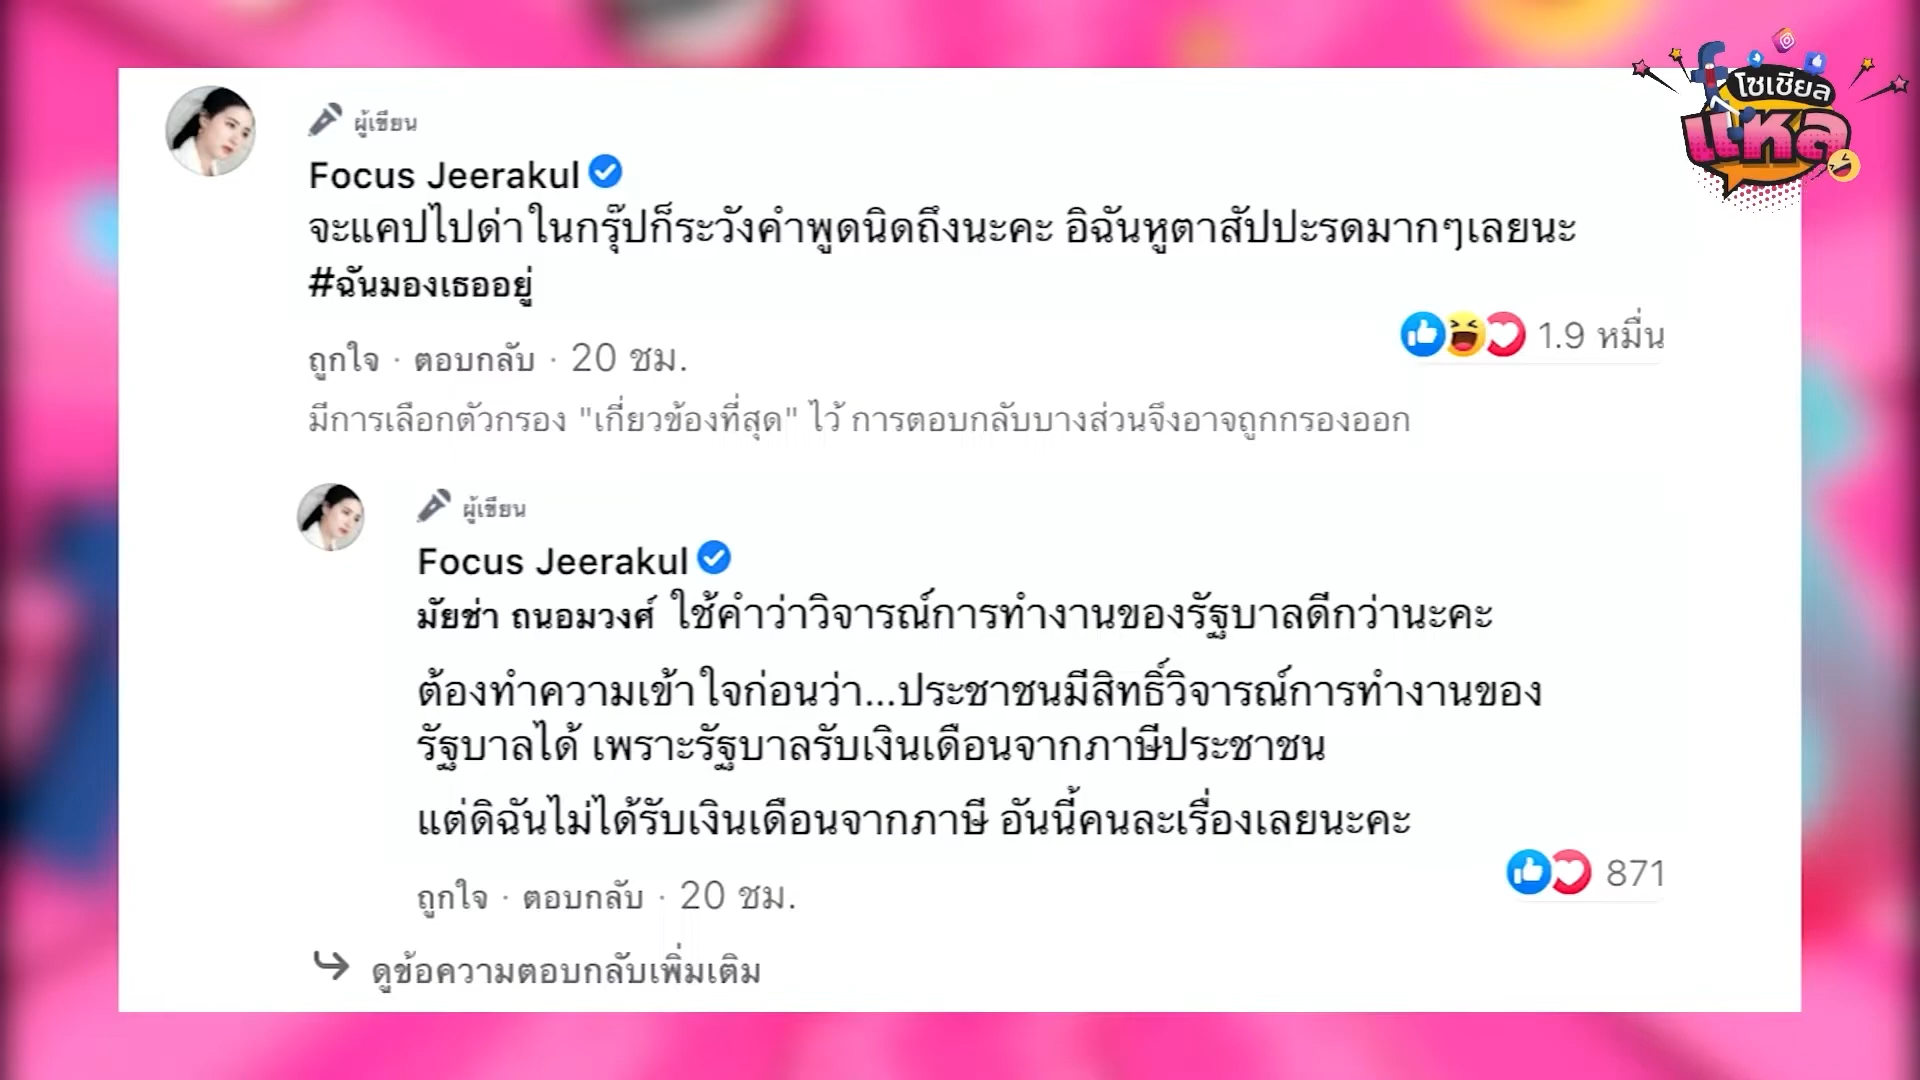 โซเชียล
แหล
ผู้เขียน
Focus Jeerakul
จะแคปไปด่าในกรุ๊ปก็ระวังคำพูดนิดถึงนะคะ อิฉันหูตาสัปปะรดมากๆเลยนะ
#ฉันมองเธออยู่
1.9 หมื่น
ถูกใจ · ตอบกลับ · 20 ชม.
มีการเลือกตัวกรอง "เกี่ยวข้องที่สุด" ไว้ การตอบกลับบางส่วนจึงอาจถูกกรองออก
ผู้เขียน
Focus Jeerakul
มัยช่า ถนอมวงศ์ ใช้คำว่าวิจารณ์การทำงานของรัฐบาลดีกว่านะคะ
ต้องทำความเข้าใจก่อนว่า...ประชาชนมีสิทธิ์วิจารณ์การทำงานของ
รัฐบาลได้ เพราะรัฐบาลรับเงินเดือนจากภาษีประชาชน
แต่ดิฉันไม่ได้รับเงินเดือนจากภาษี อันนี้คนละเรื่องเลยนะคะ
871
ถูกใจ · ตอบกลับ · 20 ชม.
ดูข้อความตอบกลับเพิ่มเติม